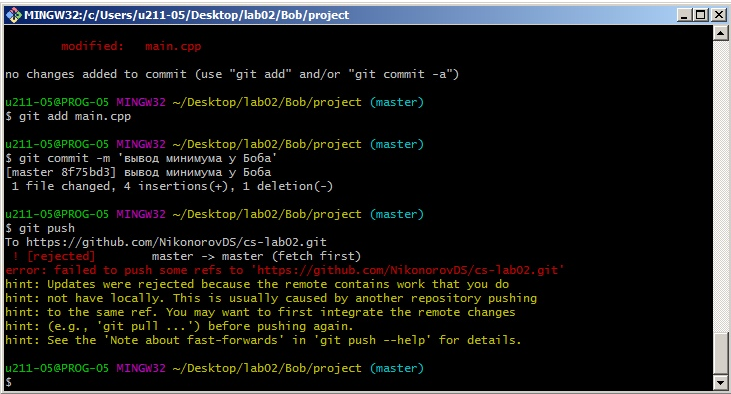 MINGW32:/c/Users/u211-05/Desktop/lab02/Bob/project
modified:   main.cpp
no changes added to commit (use "git add" and/or "git commit -a")
u211-05@PROG-05 MINGW32 ~/Desktop/lab02/Bob/project (master)
$ git add main.cpp
u211-05@PROG-05 MINGW32 ~/Desktop/lab02/Bob/project (master)
$ git commit -m 'вывод минимума у Боба'
[master 8f75bd3] вывод минимума у Боба
1 file changed, 4 insertions(+), 1 deletion(-)
u211-05@PROG-05 MINGW32 ~/Desktop/lab02/Bob/project (master)
$ git push
To https://github.com/NikonorovDS/cs-lab02.git
! [rejected]        master -> master (fetch first)
error: failed to push some refs to 'https://github.com/NikonorovDS/cs-lab02.git'
hint: Updates were rejected because the remote contains work that you do
hint: not have locally. This is usually caused by another repository pushing
hint: to the same ref. You may want to first integrate the remote changes
hint: (e.g., 'git pull ...') before pushing again.
hint: See the 'Note about fast-forwards' in 'git push --help' for details.
u211-05@PROG-05 MINGW32 ~/Desktop/lab02/Bob/project (master)
$